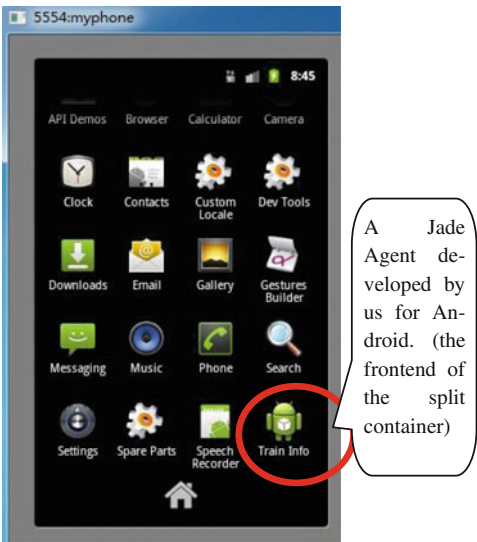 5554:myphone
8:45
API Demos Browser Calculator Camera
Clock Contacts Custom Locale Dev Tools
Downloads Email Gallery Gestures Builder
Messaging Music Phone Search
Settings Spare Parts Speech Recorder Train Info
A Jade
Agent de-
veloped by
us for An-
droid. (the
frontend of
the split
container)